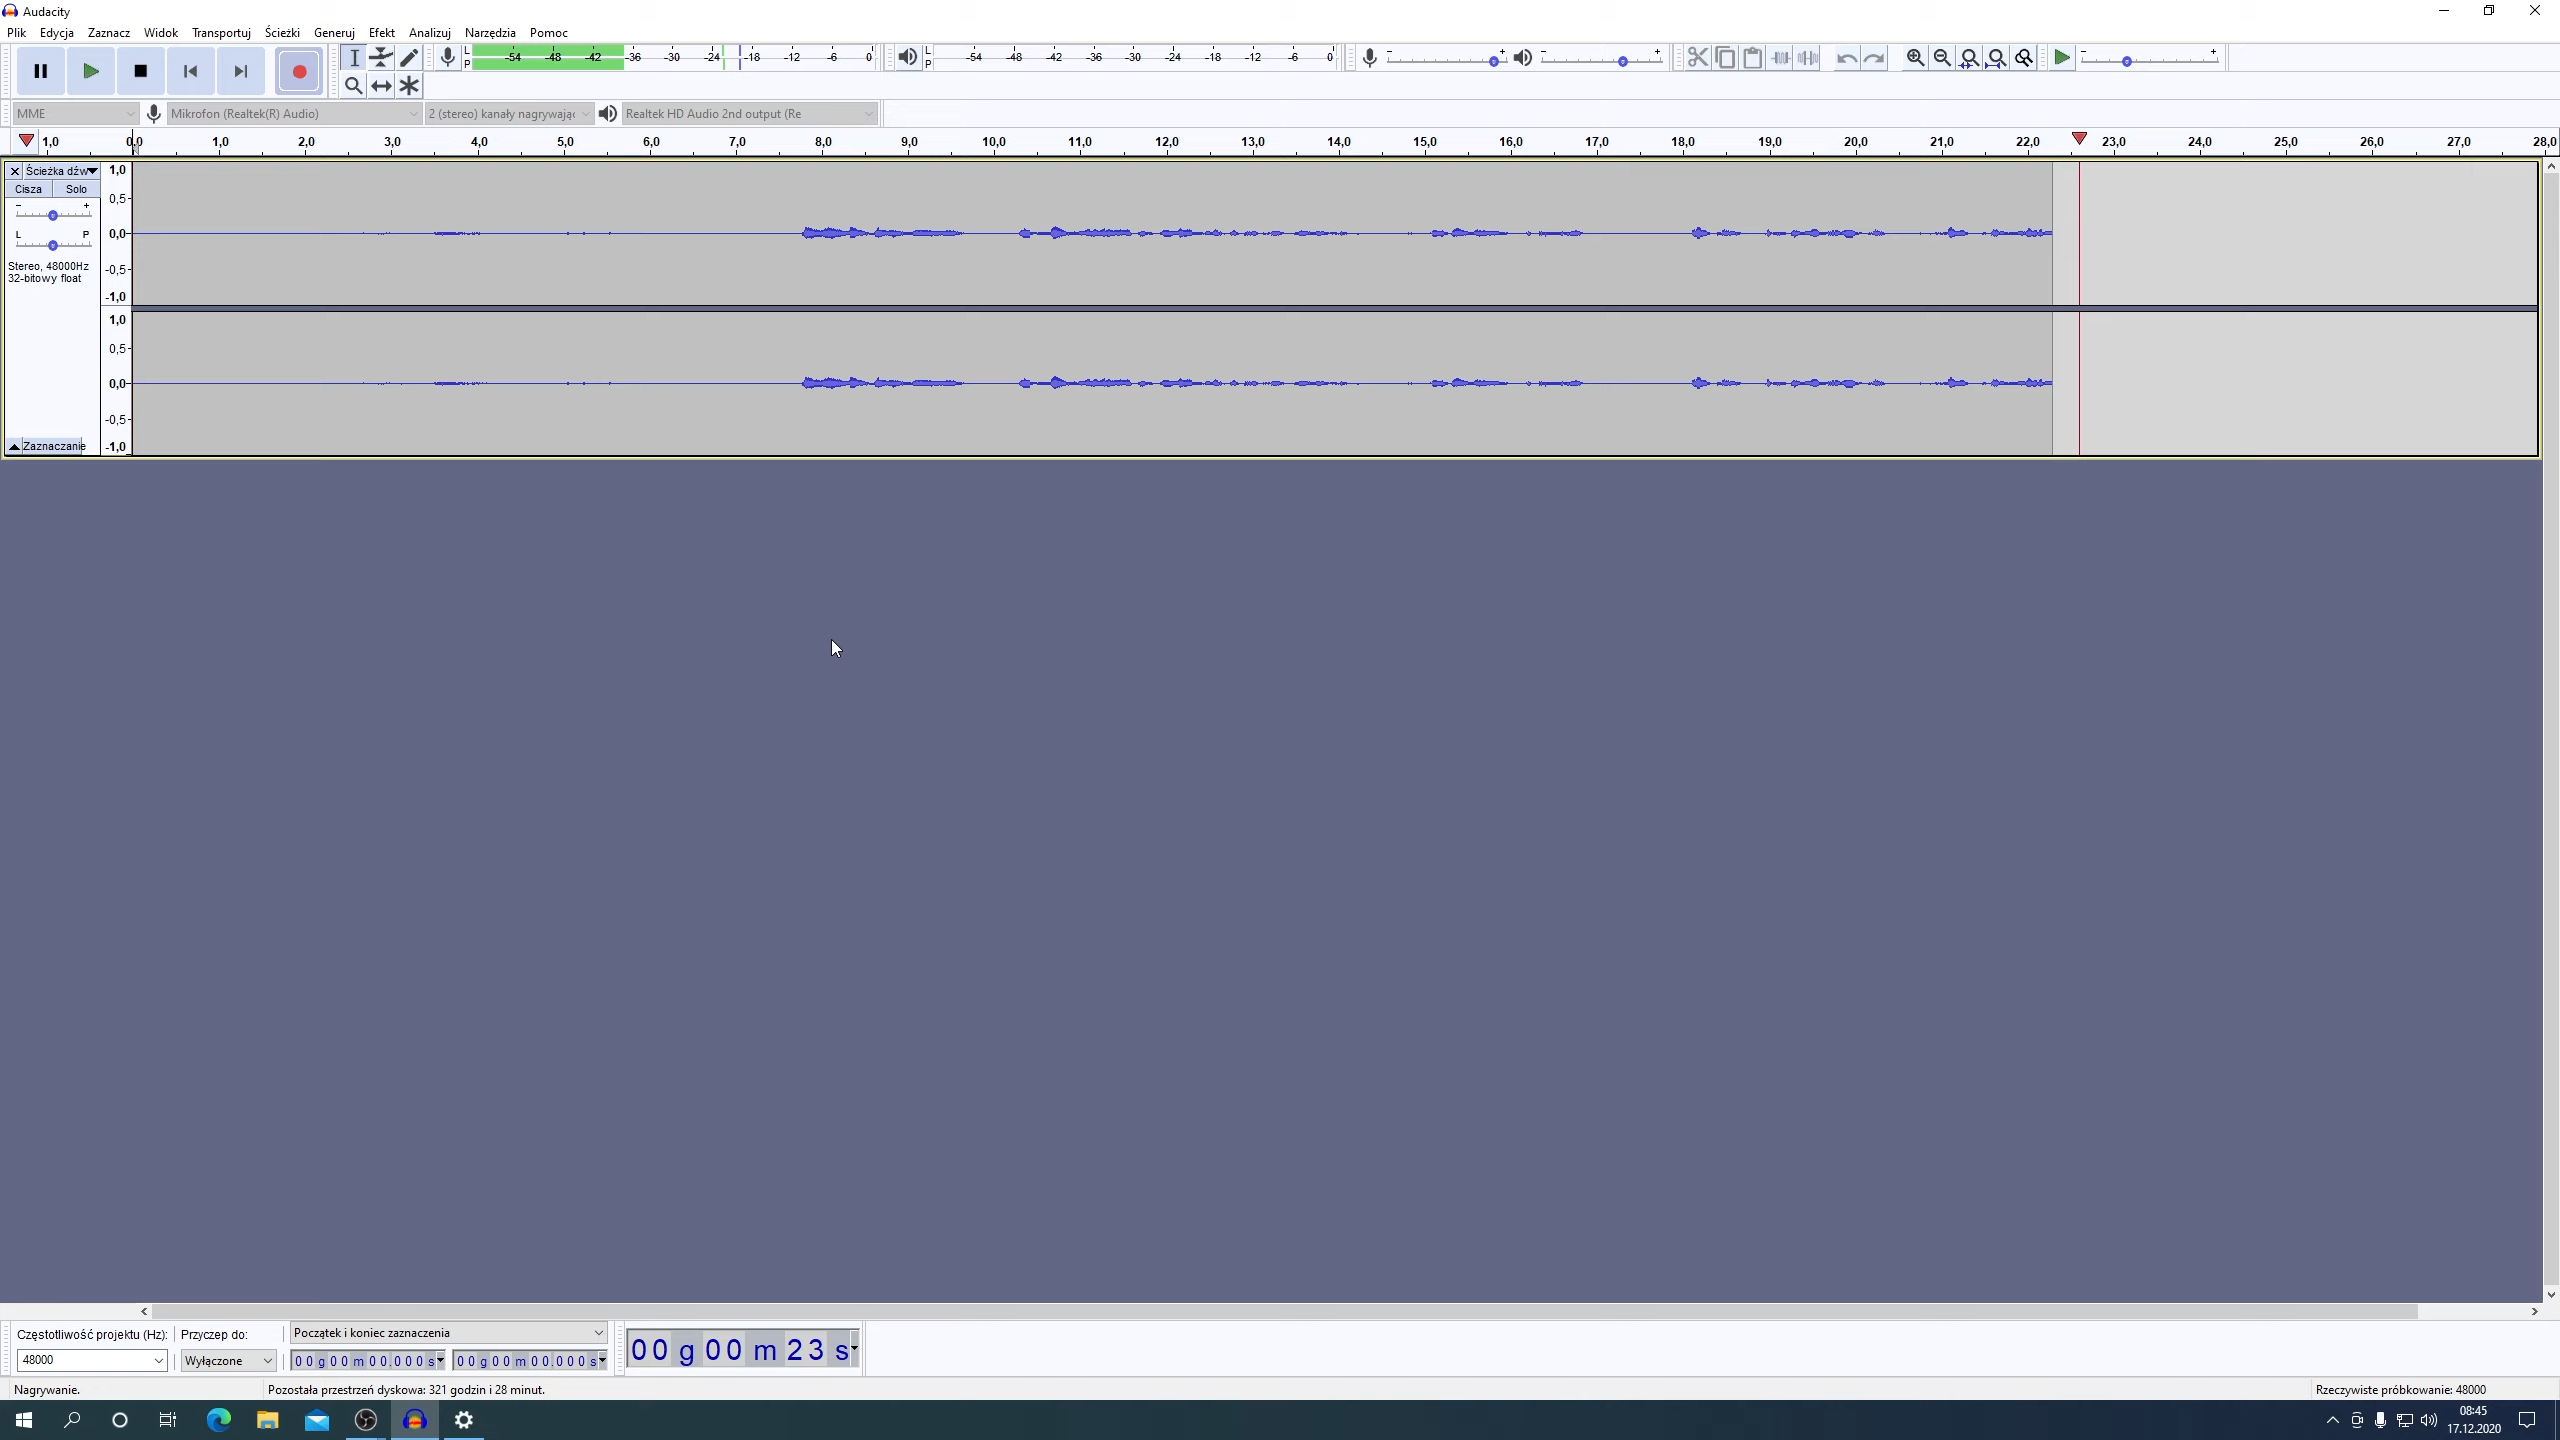 Audacity
Plik Edycja Zaznacz Widok Transportuj Ścieżki Generuj Efekt Analizuj Narzędzia Pomoc
L P -54 -48 -42 -36 -30 -24 -18 -12 -6 0 L P -54 -48 -42 -36 -30 -24 -18 -12 -6 0
MME Mikrofon (Realtek(R) Audio) 2 (stereo) kanały nagrywając Realtek HD Audio 2nd output (Re
1,0 0,0 1,0 2,0 3,0 4,0 5,0 6,0 7,0 8,0 9,0 10,0 11,0 12,0 13,0 14,0 15,0 16,0 17,0 18,0 19,0 20,0 21,0 22,0 23,0 24,0 25,0 26,0 27,0 28,0
Ścieżka dźw 1,0
Cisza Solo 0,5
L P 0,0
Stereo, 48000Hz -0,5
32-bitowy float
-1,0
1,0
0,5
0,0
-0,5
Zaznaczanie -1,0
Częstotliwość projektu (Hz): Przyczep do: Początek i koniec zaznaczenia
48000 Wyłączone 00 g 00 m 00.000 s 00 g 00 m 00.000 s 00 g 00 m 23 s
Nagrywanie. Pozostała przestrzeń dyskowa: 321 godzin i 28 minut. Rzeczywiste próbkowanie: 48000
08:45
17.12.2020